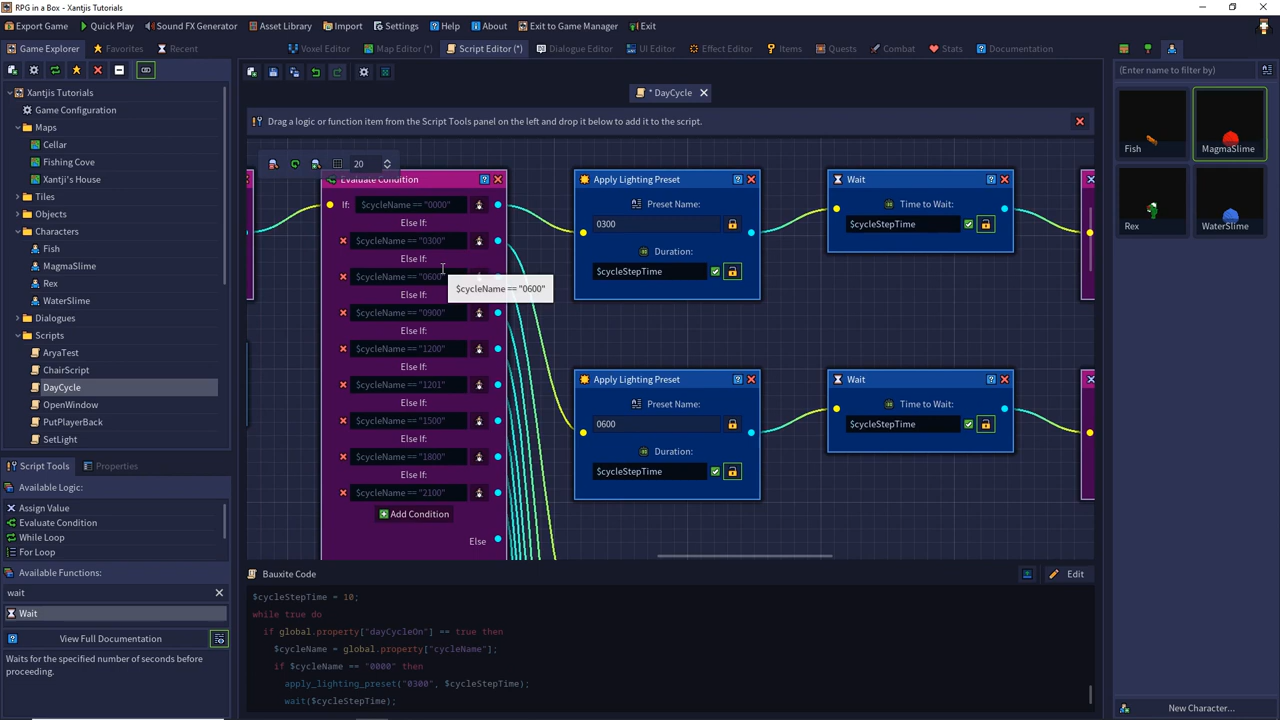 RPG in a Box - Xantjis Tutorials
Export Game
Quick Play
Sound FX Generator
Asset Library
Import
Settings
Help
About
Exit to Game Manager
Exit
Game Explorer
Favorites
Recent
Voxel Editor
Map Editor (*)
Script Editor (*)
Dialogue Editor
UI Editor
Effect Editor
Items
Quests
Combat
Stats
Documentation
(Enter name to filter by)
* DayCycle
Drag a logic or function item from the Script Tools panel on the left and drop it below to add it to the script.
Xantjis Tutorials
Game Configuration
Maps
Cellar
Fishing Cove
Xantji's House
Tiles
Objects
Characters
Fish
MagmaSlime
Rex
WaterSlime
Dialogues
Scripts
AryaTest
ChairScript
DayCycle
OpenWindow
PutPlayerBack
SetLight
Script Tools
Properties
Available Logic:
Assign Value
Evaluate Condition
While Loop
For Loop
Available Functions:
wait
Wait
View Full Documentation
Waits for the specified number of seconds before
proceeding.
20
Evaluate Condition
If: $cycleName == "0000"
Else If:
$cycleName == "0300"
Else If:
$cycleName == "0600"
$cycleName == "0600"
Else If:
$cycleName == "0900"
Else If:
$cycleName == "1200"
Else If:
$cycleName == "1201"
Else If:
$cycleName == "1500"
Else If:
$cycleName == "1800"
Else If:
$cycleName == "2100"
Add Condition
Else
Apply Lighting Preset
Preset Name:
0300
Duration:
$cycleStepTime
Wait
Time to Wait:
$cycleStepTime
Apply Lighting Preset
Preset Name:
0600
Duration:
$cycleStepTime
Wait
Time to Wait:
$cycleStepTime
Bauxite Code
Edit
$cycleStepTime = 10;
while true do
if global.property["dayCycleOn"] == true then
$cycleName = global.property["cycleName"];
if $cycleName == "0000" then
apply_lighting_preset("0300", $cycleStepTime);
wait($cycleStepTime);
Fish
MagmaSlime
Rex
WaterSlime
New Character...